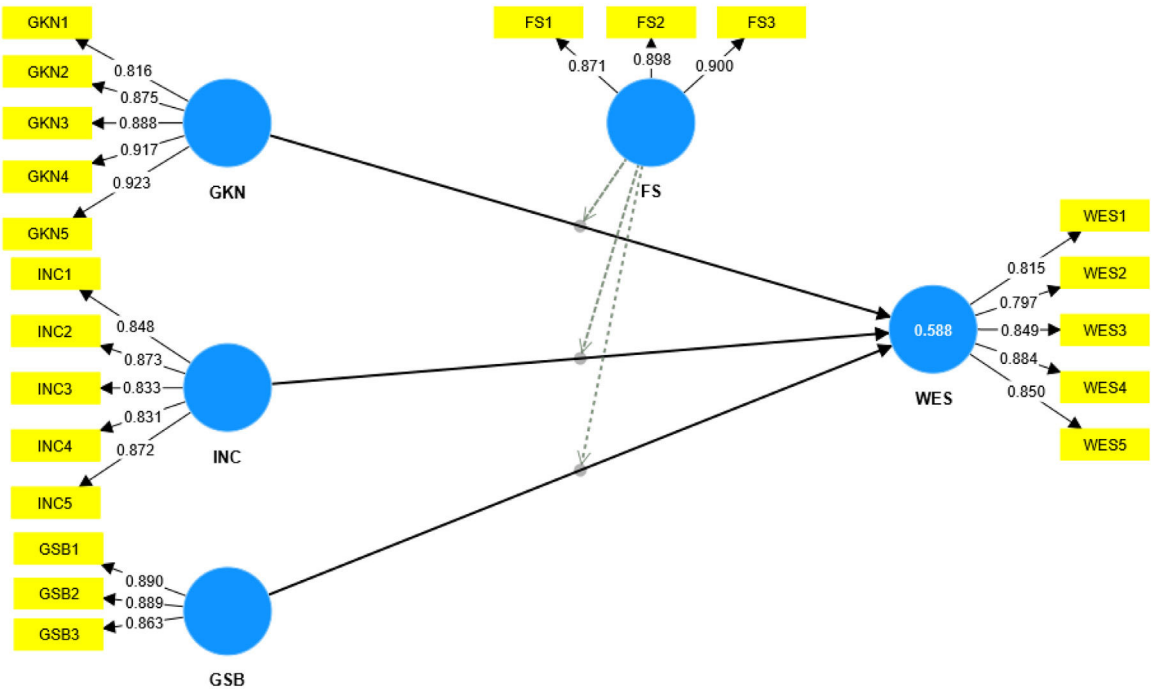 GKN1
GKN2
GKN3
GKN4
GKN5
0.816
0.875
0.888
0.917
0.923
GKN
FS1
FS2
FS3
0.871
0.898
0.900
FS
INC1
INC2
INC3
INC4
INC5
0.848
0.873
0.833
0.831
0.872
INC
GSB1
GSB2
GSB3
0.890
0.889
0.863
GSB
0.588
WES
0.815
0.797
0.849
0.884
0.850
WES1
WES2
WES3
WES4
WES5